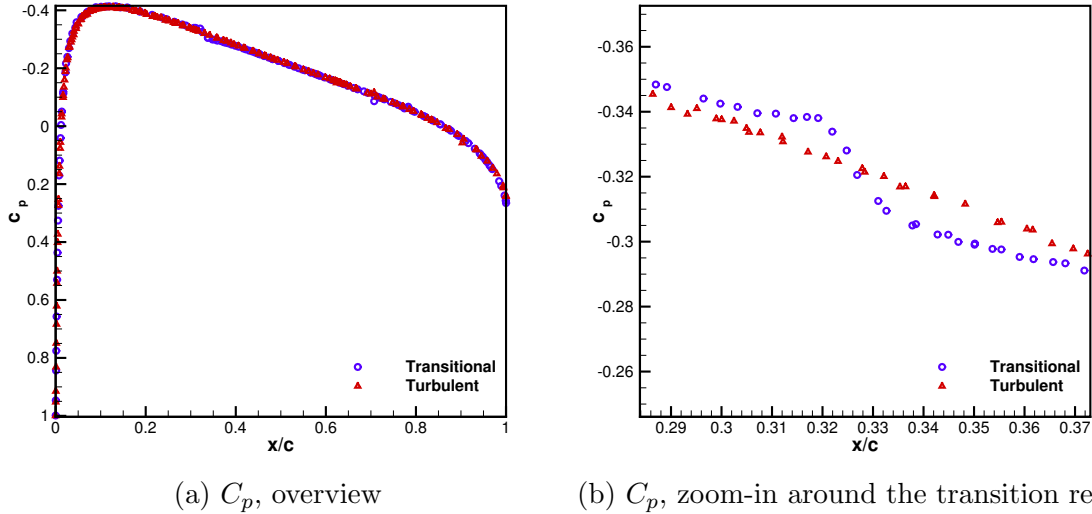 -0.4
-0.2
0
0.2
0.4
0.6
0.8
1
c p
0 0.2 0.4 0.6 0.8 1
x/c
Transitional
Turbulent
(a) Cp, overview
-0.36
-0.34
-0.32
-0.3
-0.28
-0.26
c p
0.29 0.3 0.31 0.32 0.33 0.34 0.35 0.36 0.37
x/c
Transitional
Turbulent
(b) Cp, zoom-in around the transition re